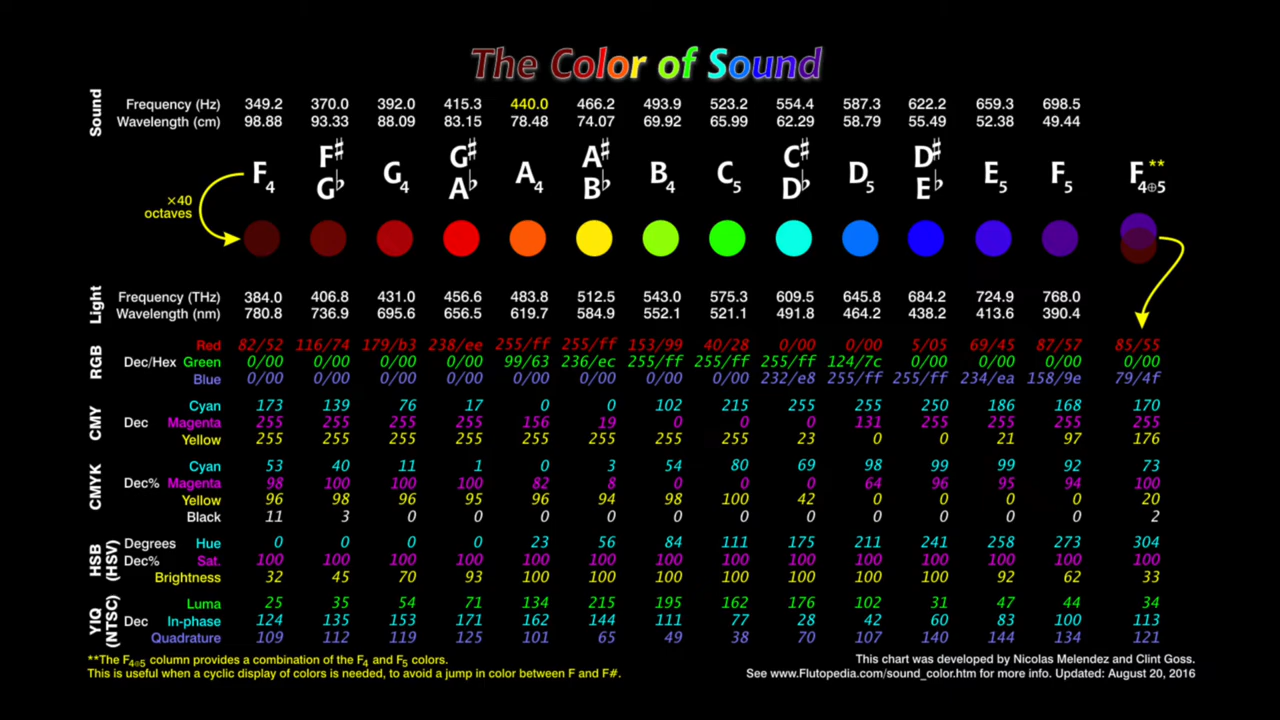 The Color of Sound
Sound
Frequency (Hz) 349.2 370.0 392.0 415.3 440.0 466.2 493.9 523.2 554.4 587.3 622.2 659.3 698.5
Wavelength (cm) 98.88 93.33 88.09 83.15 78.48 74.07 69.92 65.99 62.29 58.79 55.49 52.38 49.44
F4 F♯ G♭ G4 G♯ A♭ A4 A♯ B♭ B4 C5 C♯ D♭ D5 D♯ E♭ E5 F5 F4⊕5**
×40
octaves
Light
Frequency (THz) 384.0 406.8 431.0 456.6 483.8 512.5 543.0 575.3 609.5 645.8 684.2 724.9 768.0
Wavelength (nm) 780.8 736.9 695.6 656.5 619.7 584.9 552.1 521.1 491.8 464.2 438.2 413.6 390.4
RGB
Red 82/52 116/74 179/b3 238/ee 255/ff 255/ff 153/99 40/28 0/00 0/00 5/05 69/45 87/57 85/55
Dec/Hex Green 0/00 0/00 0/00 0/00 99/63 236/ec 255/ff 255/ff 255/ff 124/7c 0/00 0/00 0/00 0/00
Blue 0/00 0/00 0/00 0/00 0/00 0/00 0/00 0/00 232/e8 255/ff 255/ff 234/ea 158/9e 79/4f
CMY
Cyan 173 139 76 17 0 0 102 215 255 255 250 186 168 170
Dec Magenta 255 255 255 255 156 19 0 0 0 131 255 255 255 255
Yellow 255 255 255 255 255 255 255 255 23 0 0 21 97 176
CMYK
Cyan 53 40 11 1 0 3 54 80 69 98 99 99 92 73
Dec% Magenta 98 100 100 100 82 8 0 0 0 64 96 95 94 100
Yellow 96 98 96 95 96 94 98 100 42 0 0 0 0 20
Black 11 3 0 0 0 0 0 0 0 0 0 0 0 2
HSB
(HSV)
Degrees Hue 0 0 0 0 23 56 84 111 175 211 241 258 273 304
Dec% Sat. 100 100 100 100 100 100 100 100 100 100 100 100 100 100
Brightness 32 45 70 93 100 100 100 100 100 100 100 92 62 33
YIQ
(NTSC)
Luma 25 35 54 71 134 215 195 162 176 102 31 47 44 34
Dec In-phase 124 135 153 171 162 144 111 77 28 42 60 83 100 113
Quadrature 109 112 119 125 101 65 49 38 70 107 140 144 134 121
**The F4⊕5 column provides a combination of the F4 and F5 colors.
This is useful when a cyclic display of colors is needed, to avoid a jump in color between F and F#.
This chart was developed by Nicolas Melendez and Clint Goss.
See www.Flutopedia.com/sound_color.htm for more info. Updated: August 20, 2016